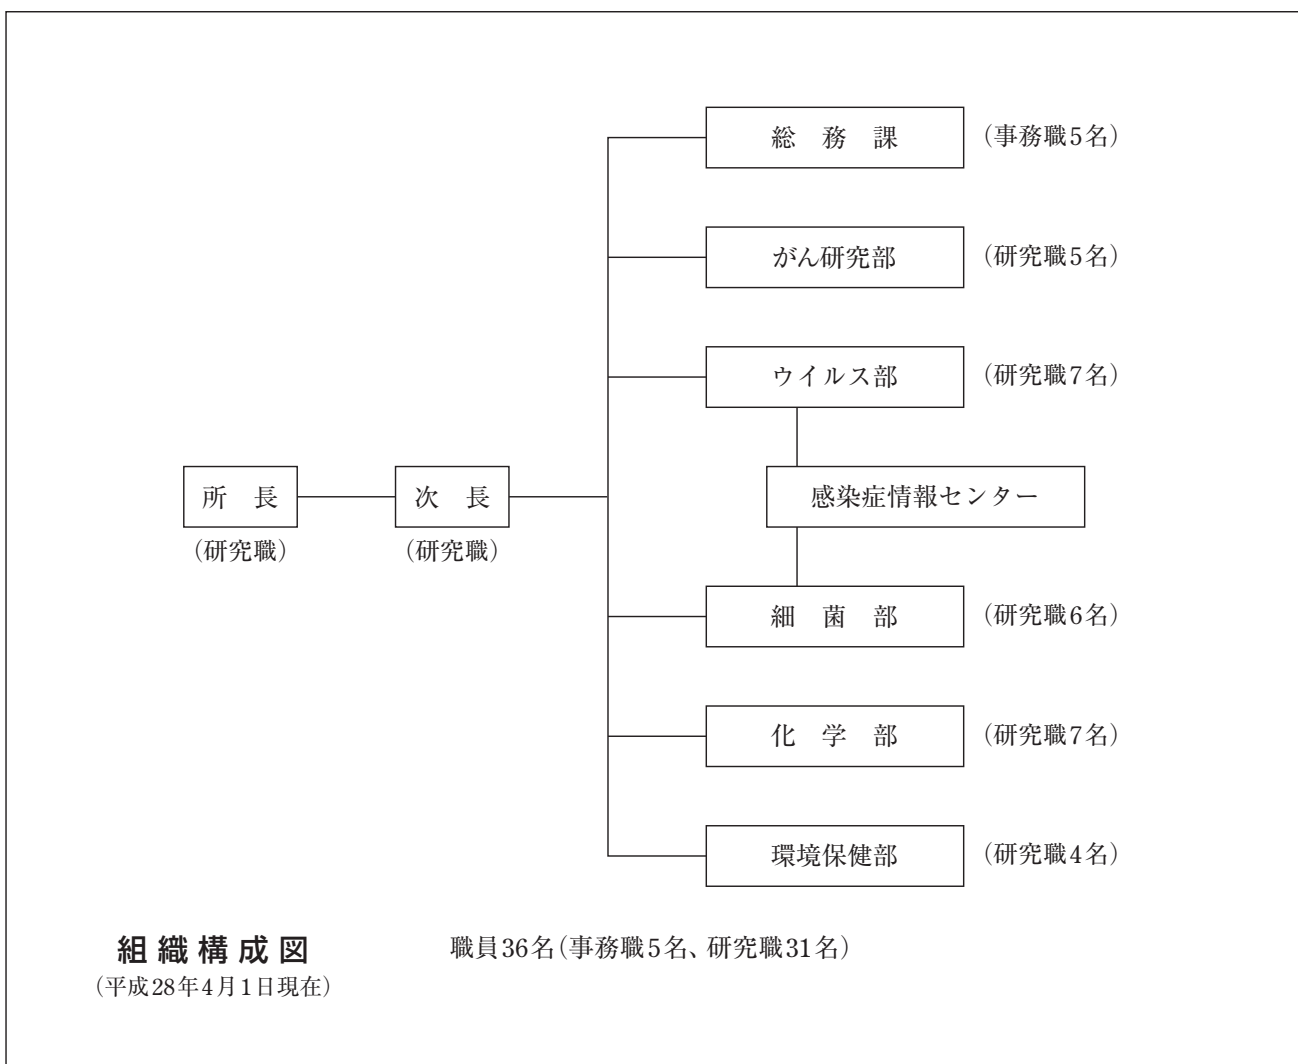 総　務　課 (事務職5名)
がん研究部 (研究職5名)
ウイルス部 (研究職7名)
所　長 次　長 感染症情報センター
(研究職) (研究職)
細　菌　部 (研究職6名)
化　学　部 (研究職7名)
環境保健部 (研究職4名)
組織構成図 職員36名(事務職5名、研究職31名)
(平成28年4月1日現在)